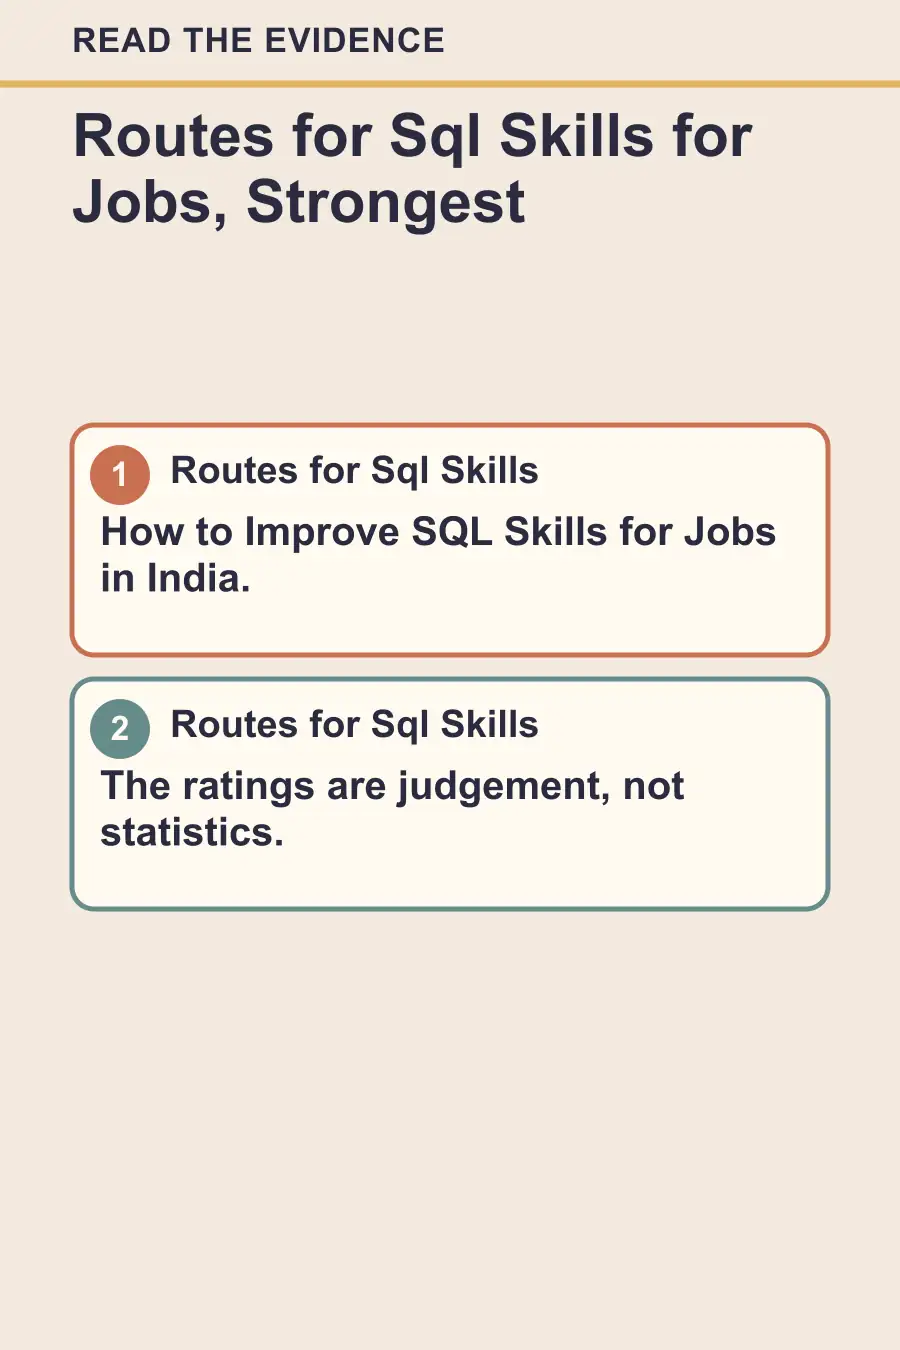 READ THE EVIDENCE
Routes for Sql Skills for
Jobs, Strongest
1 Routes for Sql Skills
How to Improve SQL Skills for Jobs
in India.
2 Routes for Sql Skills
The ratings are judgement, not
statistics.